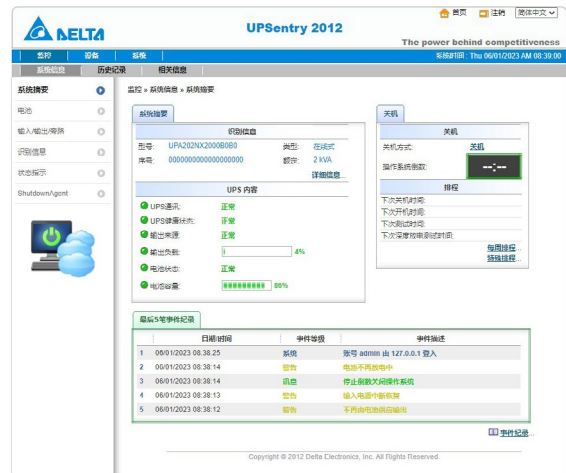 首页 注销 简体中文
DELTA
UPSentry 2012
The power behind competitiveness
监控 设备 系统
系统时间 : Thu 06/01/2023 AM 08:39:00
系统信息 历史记录 相关信息
系统摘要
电池
输入/输出/旁路
识别信息
状态指示
ShutdownAgent
监控 » 系统信息 » 系统摘要
系统摘要
识别信息
型号: UPA202NX2000B0B0 类型: 在线式
序号: 0000000000000000000 额定: 2 kVA
详细信息...
UPS 内容
UPS通讯: 正常
UPS健康状态: 正常
输出来源: 正常
输出负载: 4%
电池状态: 正常
电池容量: 86%
关机
关机
关机方式: 关机
操作系统倒数: --:--
排程
下次关机时间:
下次开机时间:
下次测试时间:
下次深度放电测试时间:
每周排程...
特殊排程...
最后5笔事件纪录
日期/时间 事件等级 事件描述
1 06/01/2023 08:38:25 系统 账号 admin 由 127.0.0.1 登入
2 06/01/2023 08:38:14 警告 电池不再放电中
3 06/01/2023 08:38:14 讯息 停止倒数关闭操作系统
4 06/01/2023 08:38:13 警告 输入电源中断恢复
5 06/01/2023 08:38:12 警告 不再由电池供应输出
事件纪录...
Copyright © 2012 Delta Electronics, Inc. All Rights Reserved.